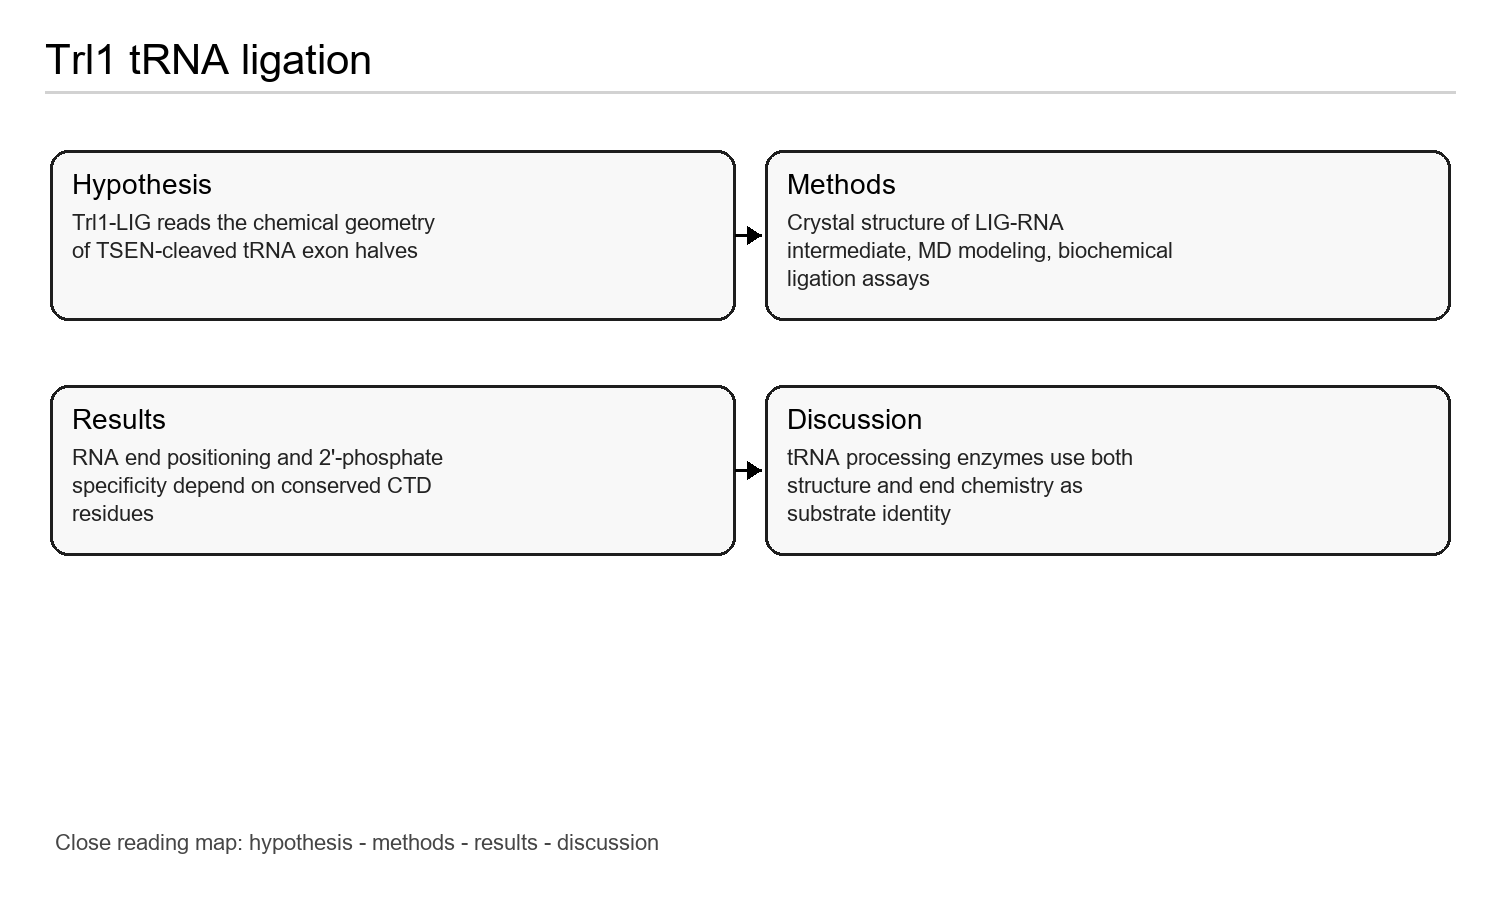 Trl1 tRNA ligation
Hypothesis
Trl1-LIG reads the chemical geometry
of TSEN-cleaved tRNA exon halves
Methods
Crystal structure of LIG-RNA
intermediate, MD modeling, biochemical
ligation assays
Results
RNA end positioning and 2'-phosphate
specificity depend on conserved CTD
residues
Discussion
tRNA processing enzymes use both
structure and end chemistry as
substrate identity
Close reading map: hypothesis - methods - results - discussion